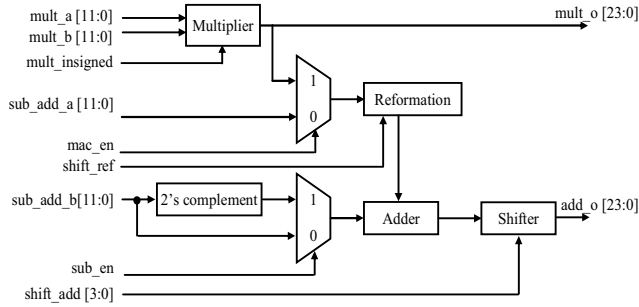 mult_a [11:0]
mult_b [11:0]
Multiplier
mult_o [23:0]
mult_insigned
sub_add_a [11:0]
1
0
Reformation
mac_en
shift_ref
sub_add_b[11:0]
2's complement
1
0
Adder
Shifter
add_o [23:0]
sub_en
shift_add [3:0]